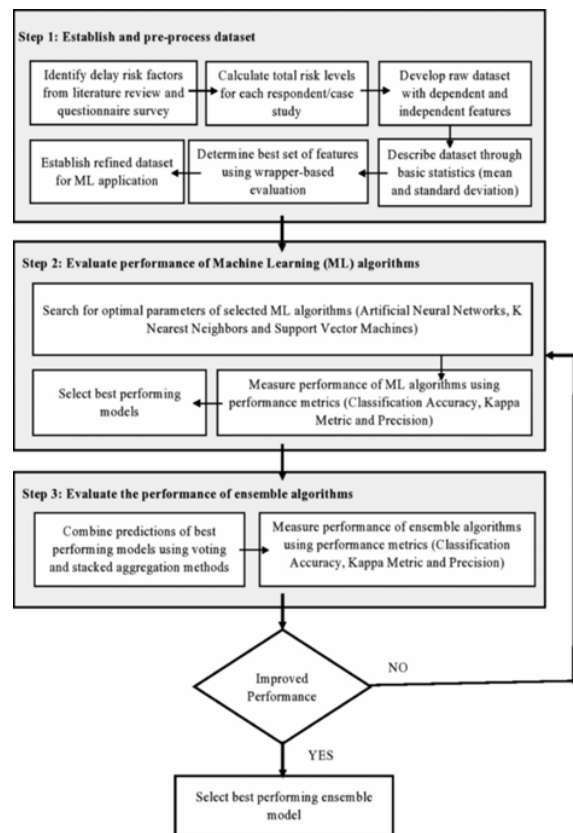 Step 1: Establish and pre-process dataset
Identify delay risk factors
from literature review and
questionnaire survey
Calculate total risk levels
for each respondent/case
study
Develop raw dataset
with dependent and
independent features
Describe dataset through
basic statistics (mean
and standard deviation)
Determine best set of features
using wrapper-based
evaluation
Establish refined dataset
for ML application
Step 2: Evaluate performance of Machine Learning (ML) algorithms
Search for optimal parameters of selected ML algorithms (Artificial Neural Networks, K
Nearest Neighbors and Support Vector Machines)
Measure performance of ML algorithms using
performance metrics (Classification Accuracy, Kappa
Metric and Precision)
Select best performing
models
Step 3: Evaluate the performance of ensemble algorithms
Combine predictions of best
performing models using voting
and stacked aggregation methods
Measure performance of ensemble algorithms
using performance metrics (Classification
Accuracy, Kappa Metric and Precision)
Improved
Performance
NO
YES
Select best performing ensemble
model